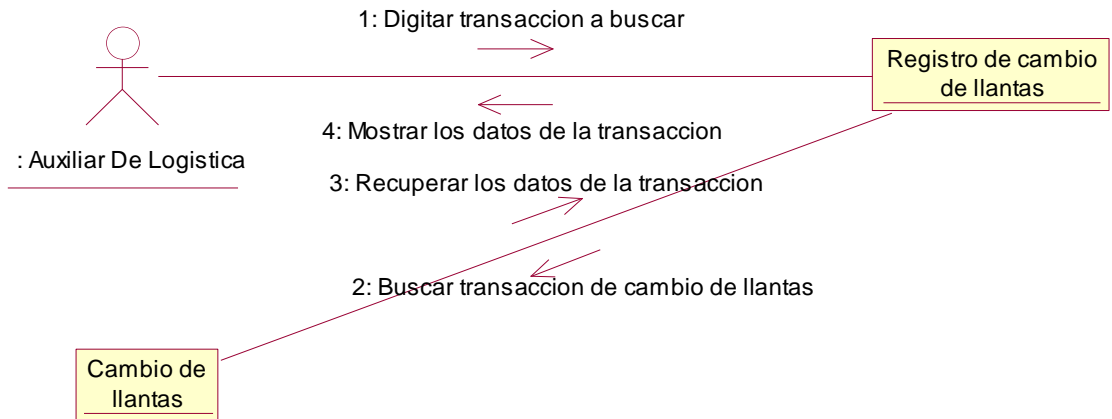 1: Digitar transaccion a buscar
Registro de cambio
de llantas
4: Mostrar los datos de la transaccion
: Auxiliar De Logistica
3: Recuperar los datos de la transaccion
2: Buscar transaccion de cambio de llantas
Cambio de
llantas